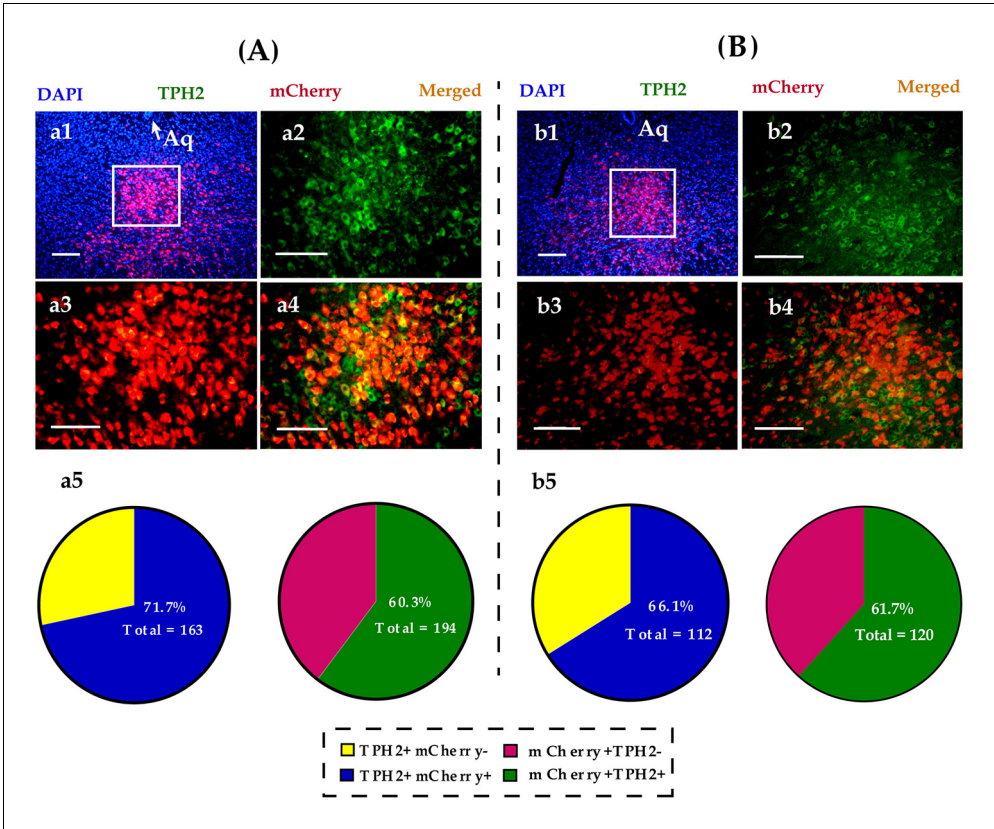 (A)
(B)
DAPI TPH2 mCherry Merged
DAPI TPH2 mCherry Merged
a1
Aq
a2
a3
a4
b1
Aq
b2
b3
b4
a5
71.7%
Total = 163
60.3%
Total = 194
b5
66.1%
Total = 112
61.7%
Total = 120
TPH2+ mCherry-
mCherry+TPH2-
TPH2+ mCherry+
mCherry+TPH2+